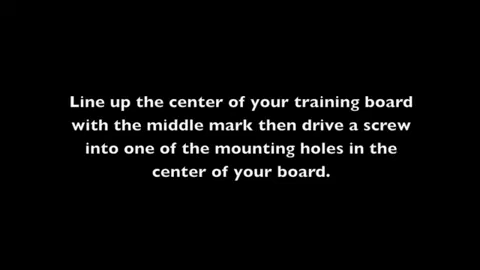 Line up the center of your training board
with the middle mark then drive a screw
into one of the mounting holes in the
center of your board.